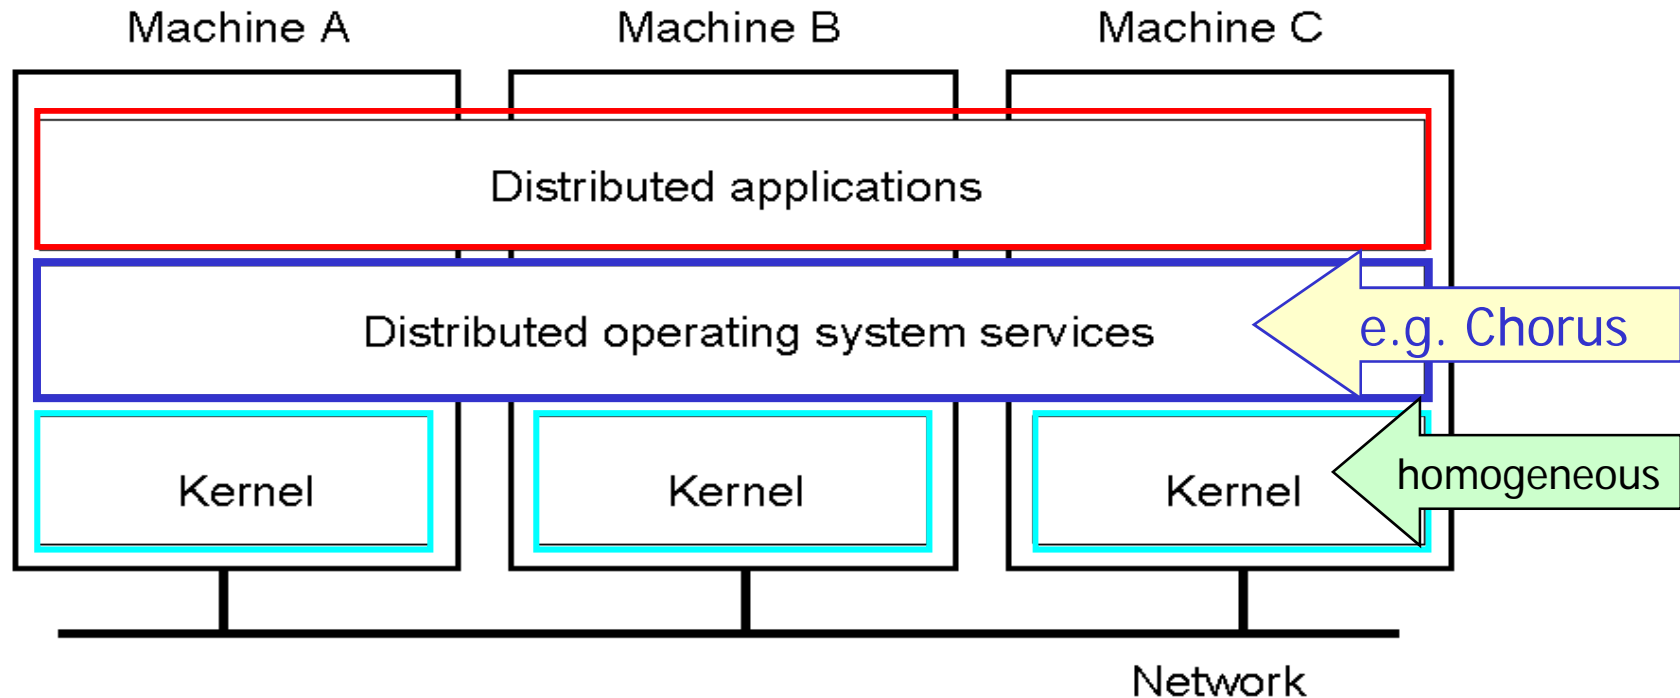 Machine A
Machine B
Machine C
Distributed applications
Distributed operating system services
e.g. Chorus
Kernel
Kernel
Kernel
homogeneous
Network